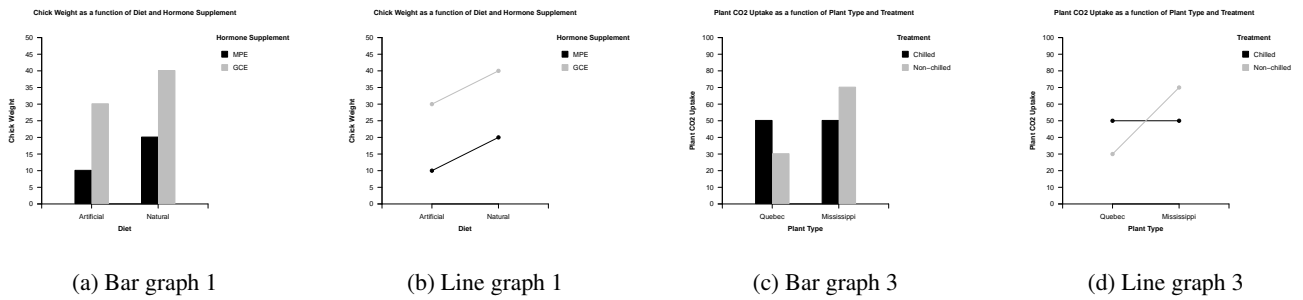 Chick Weight as a function of Diet and Hormone Supplement
50
45
40
35
30
25
20
15
10
5
0
Chick Weight
Artificial Natural
Diet
Hormone Supplement
MPE
GCE
(a) Bar graph 1
Chick Weight as a function of Diet and Hormone Supplement
50
45
40
35
30
25
20
15
10
5
0
Chick Weight
Artificial Natural
Diet
Hormone Supplement
MPE
GCE
(b) Line graph 1
Plant CO2 Uptake as a function of Plant Type and Treatment
100
90
80
70
60
50
40
30
20
10
0
Plant CO2 Uptake
Quebec Mississippi
Plant Type
Treatment
Chilled
Non−chilled
(c) Bar graph 3
Plant CO2 Uptake as a function of Plant Type and Treatment
100
90
80
70
60
50
40
30
20
10
0
Plant CO2 Uptake
Quebec Mississippi
Plant Type
Treatment
Chilled
Non−chilled
(d) Line graph 3